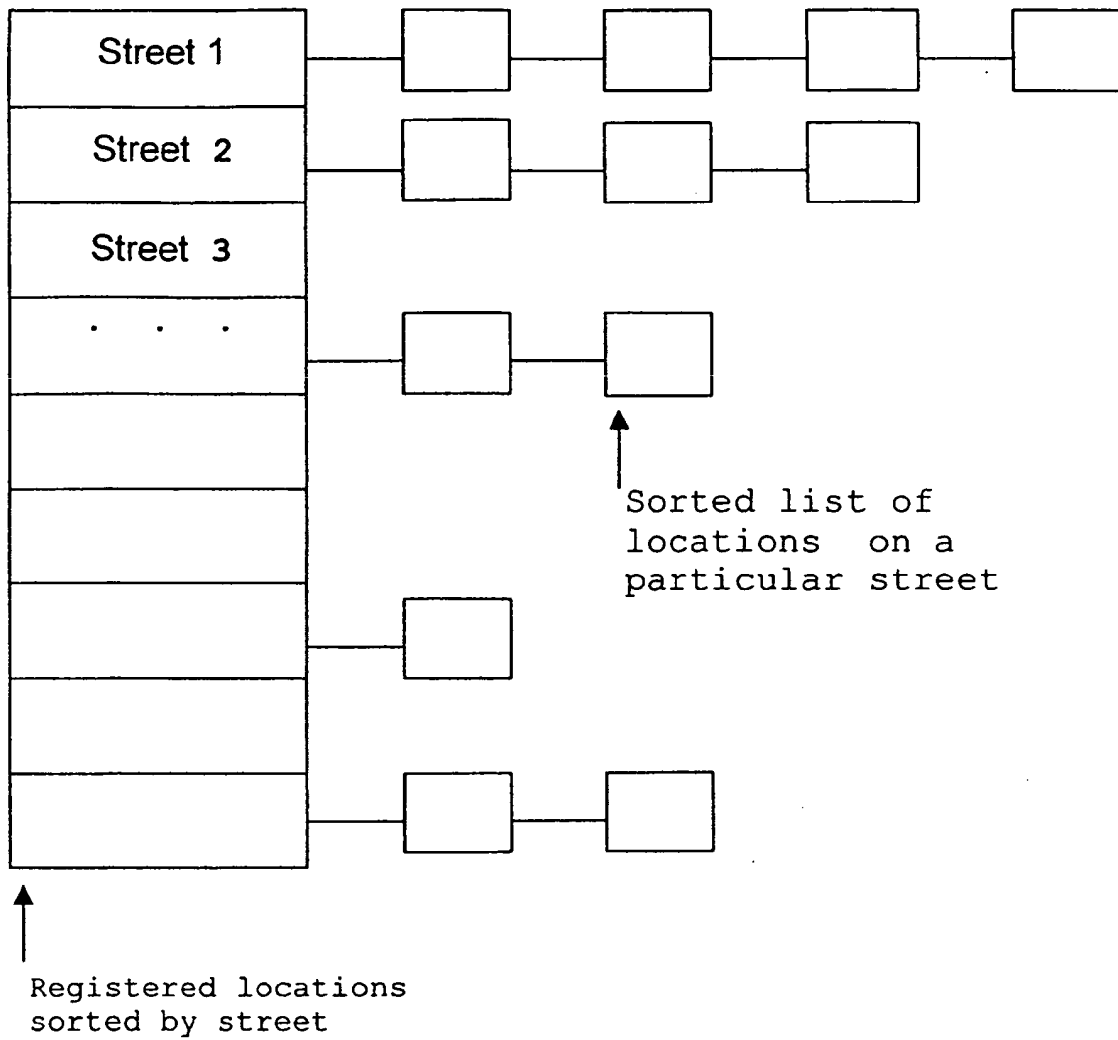 Street 1
Street 2
Street 3
. . .
Sorted list of
locations on a
particular street
Registered locations
sorted by street